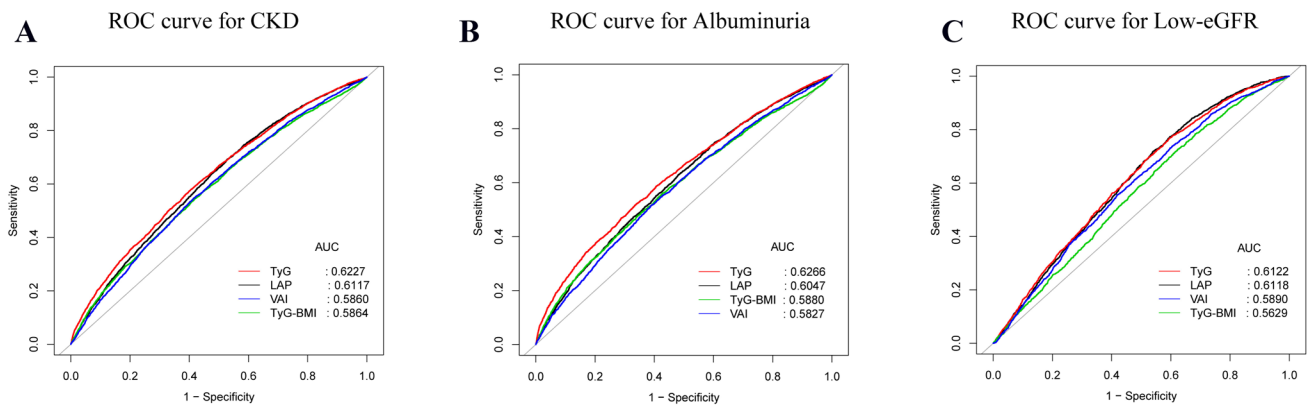 A
ROC curve for CKD
Sensitivity
1.0
0.8
0.6
0.4
0.2
0.0
AUC
TyG : 0.6227
LAP : 0.6117
VAI : 0.5860
TyG-BMI : 0.5864
0.0 0.2 0.4 0.6 0.8 1.0
1 − Specificity
B
ROC curve for Albuminuria
Sensitivity
1.0
0.8
0.6
0.4
0.2
0.0
AUC
TyG : 0.6266
LAP : 0.6047
TyG-BMI : 0.5880
VAI : 0.5827
0.0 0.2 0.4 0.6 0.8 1.0
1 − Specificity
C
ROC curve for Low-eGFR
Sensitivity
1.0
0.8
0.6
0.4
0.2
0.0
AUC
TyG : 0.6122
LAP : 0.6118
VAI : 0.5890
TyG-BMI : 0.5629
0.0 0.2 0.4 0.6 0.8 1.0
1 − Specificity